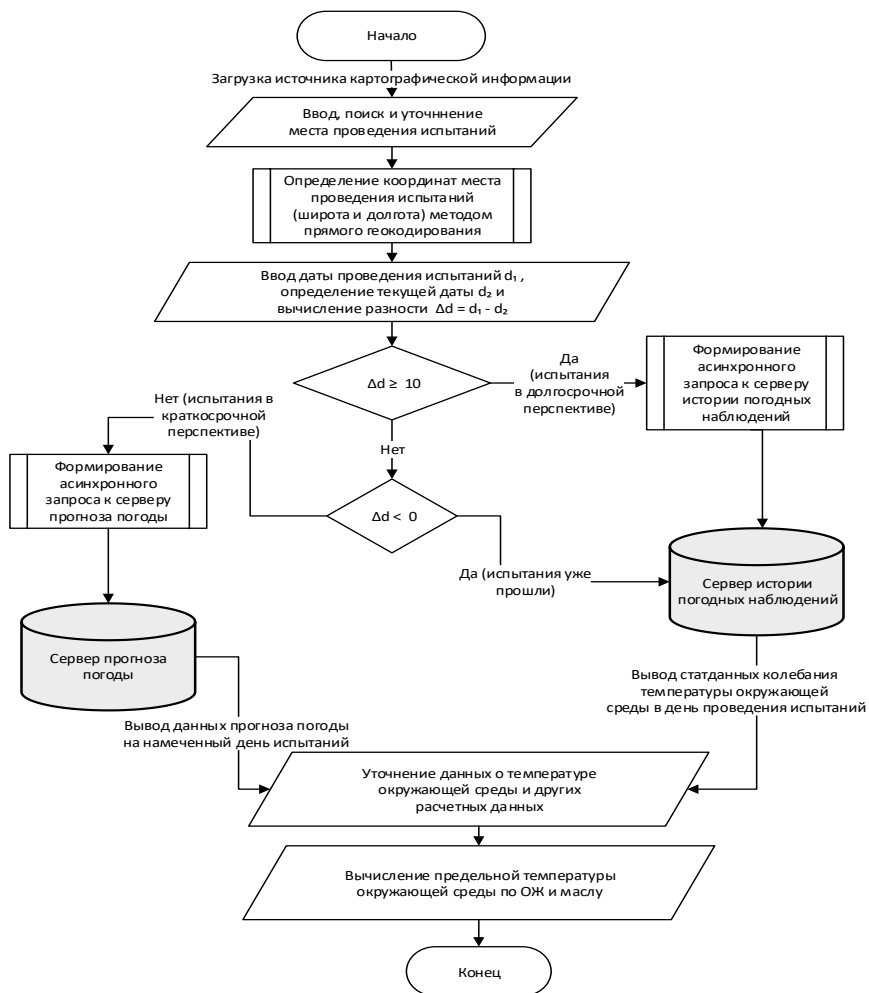 Начало
Загрузка источника картографической информации
Ввод, поиск и уточннение
места проведения испытаний
Определение координат места
проведения испытаний
(широта и долгота) методом
прямого геокодирования
Ввод даты проведения испытаний d₁ ,
определение текущей даты d₂ и
вычисление разности Δd = d₁ - d₂
Δd ≥ 10
Да
(испытания
в долгосрочной
перспективе)
Формирование
асинхронного
запроса к серверу
истории погодных
наблюдений
Нет (испытания в
краткосрочной
перспективе)
Нет
Формирование
асинхронного
запроса к серверу
прогноза погоды
Δd < 0
Да (испытания уже
прошли)
Сервер истории
погодных наблюдений
Сервер прогноза
погоды
Вывод статданных колебания
температуры окружающей
среды в день проведения испытаний
Вывод данных прогноза погоды
на намеченный день испытаний
Уточнение данных о температуре
окружающей среды и других
расчетных данных
Вычисление предельной температуры
окружающей среды по ОЖ и маслу
Конец